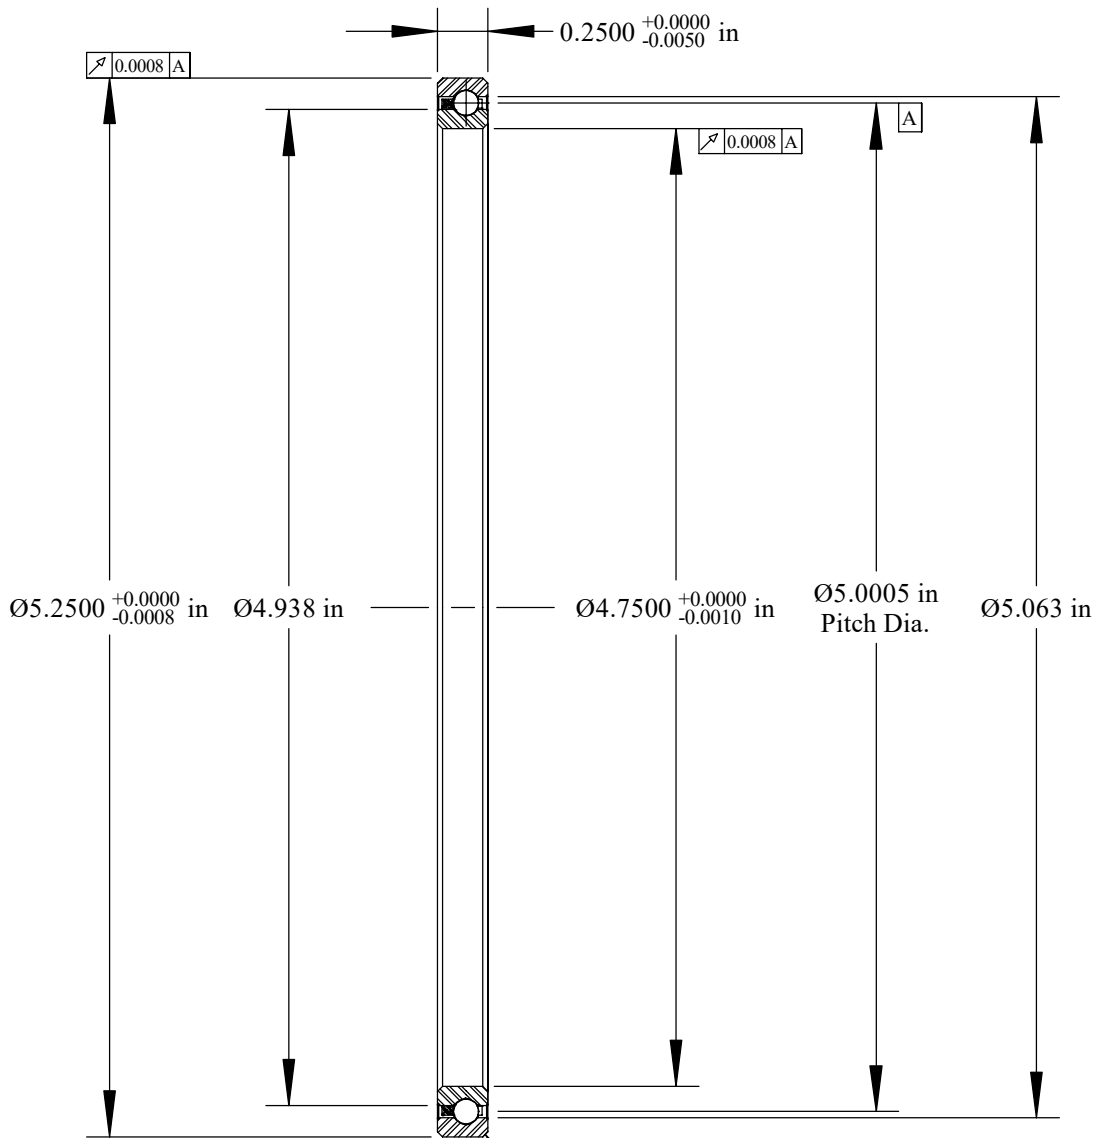 0.2500 +0.0000 -0.0050 in
0.0008 A
A
0.0008 A
Ø5.2500 +0.0000 -0.0008 in
Ø4.938 in
Ø4.7500 +0.0000 -0.0010 in
Ø5.0005 in
Pitch Dia.
Ø5.063 in